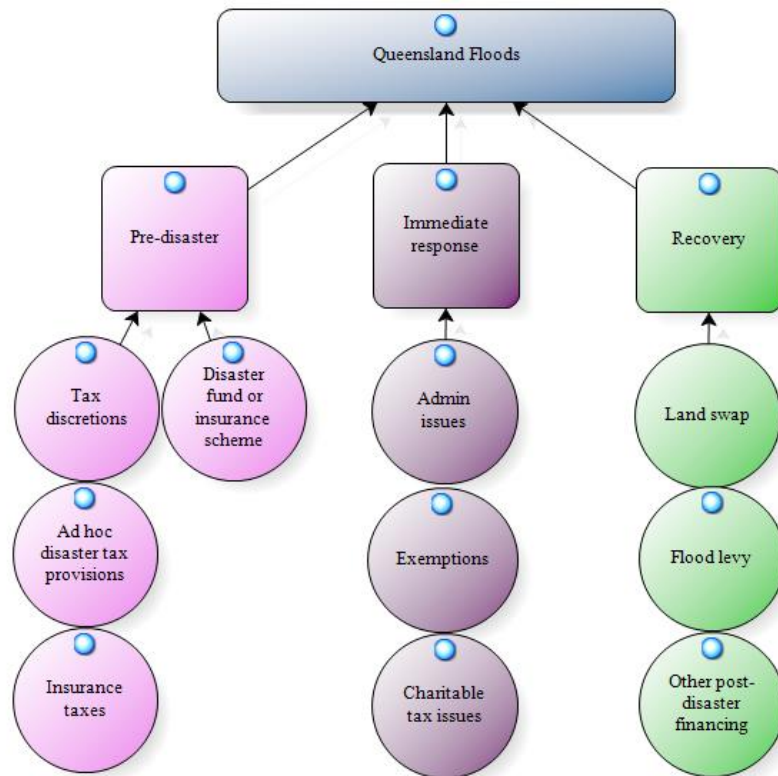 Queensland Floods
Pre-disaster
Immediate
response
Recovery
Tax
discretions
Disaster
fund or
insurance
scheme
Admin
issues
Land swap
Ad hoc
disaster tax
provisions
Exemptions
Flood levy
Insurance
taxes
Charitable
tax issues
Other post-
disaster
financing